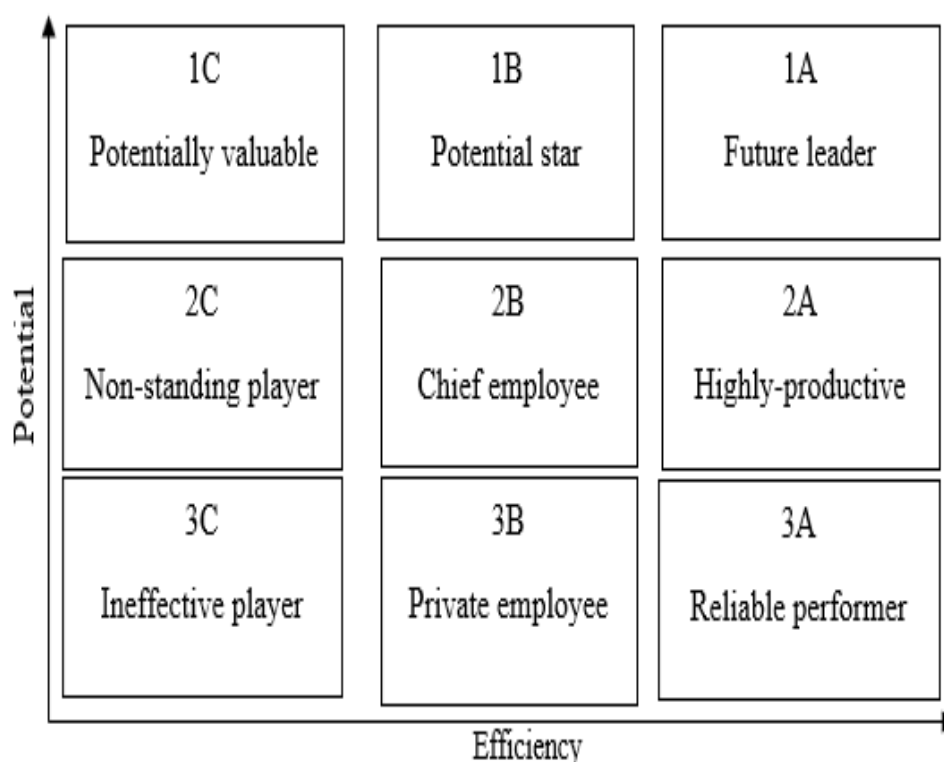 1C
Potentially valuable
1B
Potential star
1A
Future leader
2C
Non-standing player
2B
Chief employee
2A
Highly-productive
3C
Ineffective player
3B
Private employee
3A
Reliable performer
Potential
Efficiency